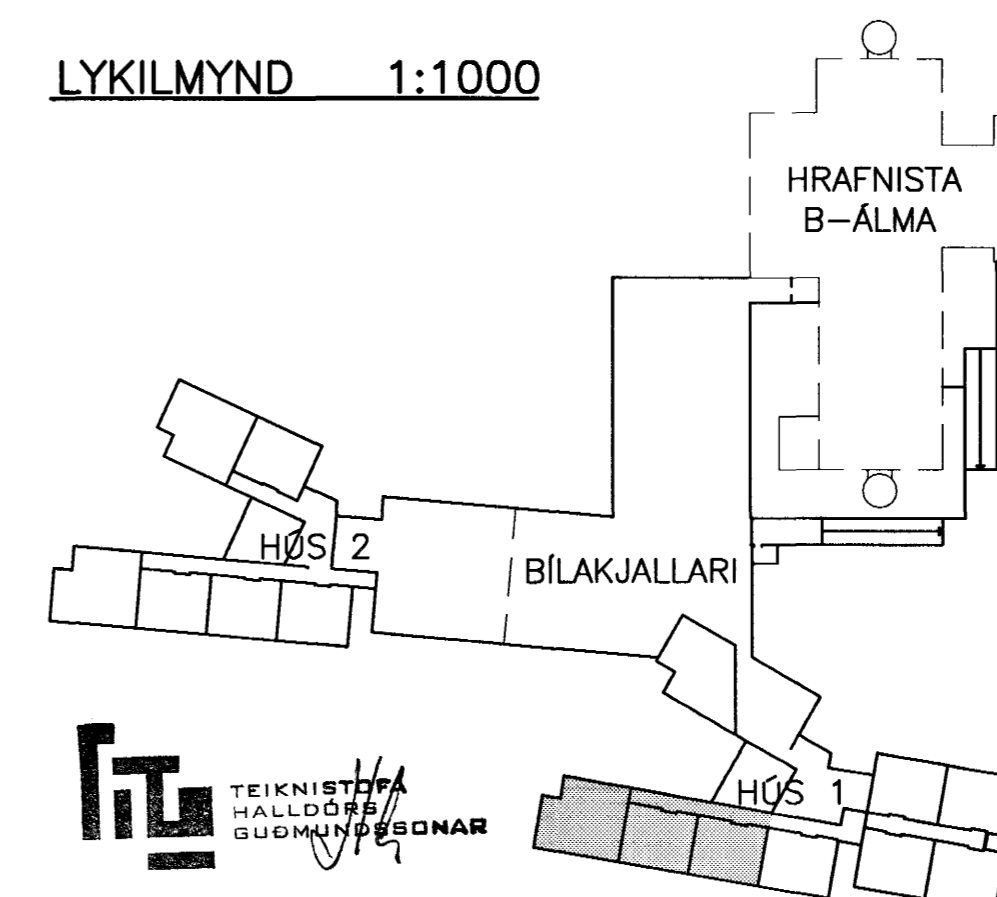 LYKILMYND 1:1000
HRAFNISTA
B-ÁLMA
HÚS 2
BÍLAKJALLARI
HÚS 1
TEIKNISTOFA
HALLDÓRS
GUÐMUNDSSONAR